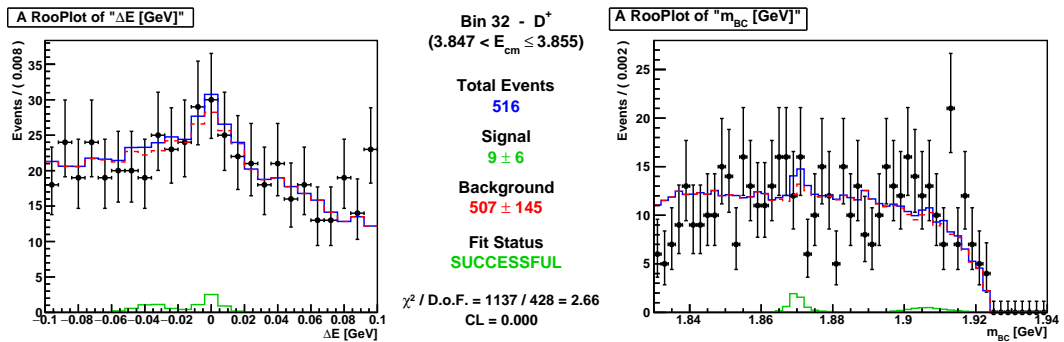 A RooPlot of "ΔE [GeV]"
Events / ( 0.008 )
35
30
25
20
15
10
5
0
−0.1 −0.08 −0.06 −0.04 −0.02 0 0.02 0.04 0.06 0.08 0.1
ΔE [GeV]
Bin 32 - D⁺
(3.847 < E_cm ≤ 3.855)
Total Events
516
Signal
9 ± 6
Background
507 ± 145
Fit Status
SUCCESSFUL
χ² / D.o.F. = 1137 / 428 = 2.66
CL = 0.000
A RooPlot of "m_BC [GeV]"
Events / ( 0.002 )
25
20
15
10
5
0
1.84 1.86 1.88 1.9 1.92 1.94
m_BC [GeV]